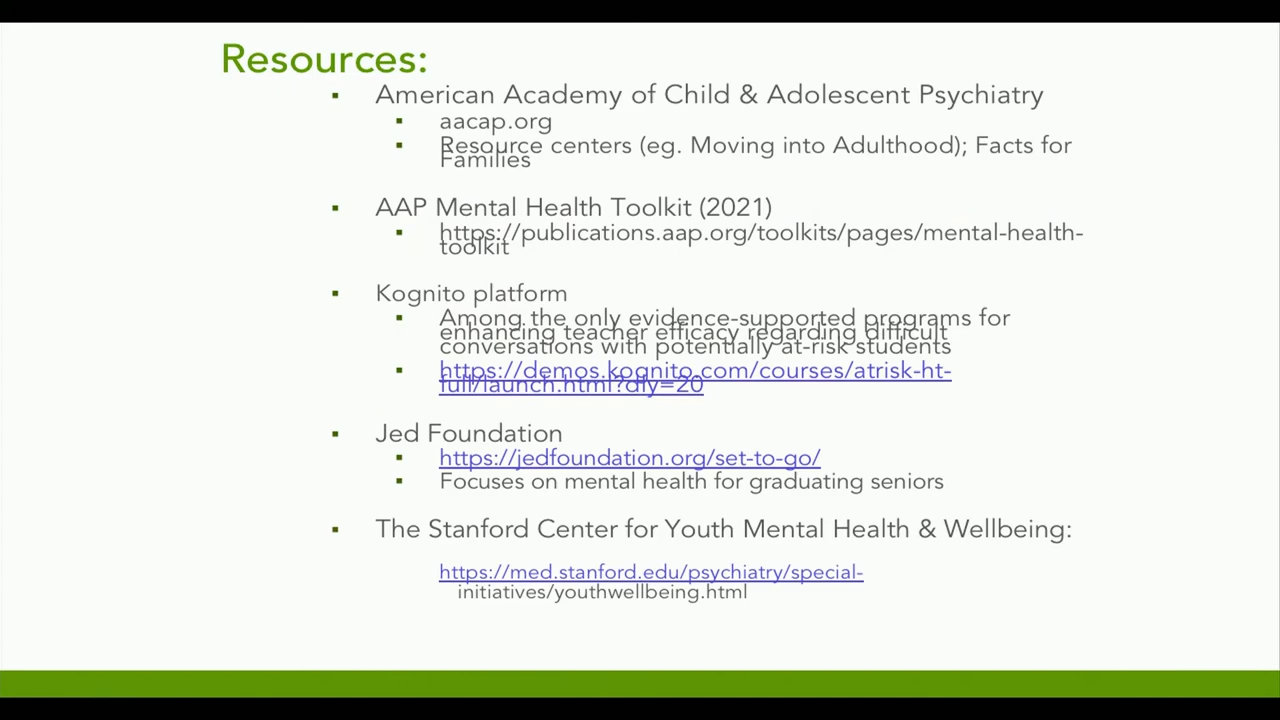 Resources:
American Academy of Child & Adolescent Psychiatry
aacap.org
Resource centers (eg. Moving into Adulthood); Facts for
Families
AAP Mental Health Toolkit (2021)
https://publications.aap.org/toolkits/pages/mental-health-
toolkit
Kognito platform
Among the only evidence-supported programs for
enhancing teacher efficacy regarding difficult
conversations with potentially at-risk students
https://demos.kognito.com/courses/atrisk-ht-
full/launch.html?dfy=20
Jed Foundation
https://jedfoundation.org/set-to-go/
Focuses on mental health for graduating seniors
The Stanford Center for Youth Mental Health & Wellbeing:
https://med.stanford.edu/psychiatry/special-
initiatives/youthwellbeing.html